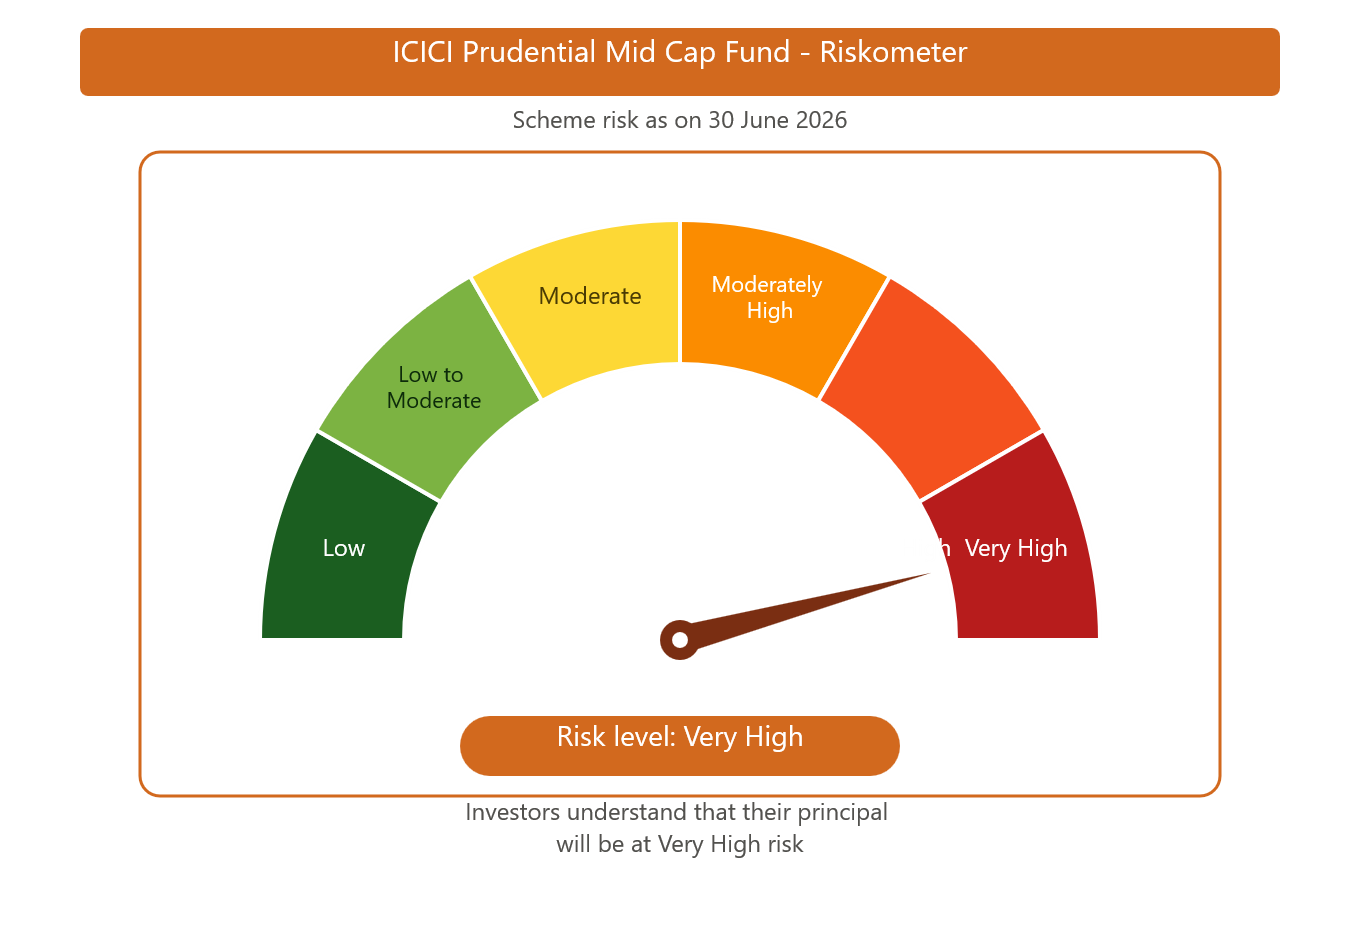 ICICI Prudential Mid Cap Fund - Riskometer
Scheme risk as on 30 June 2026
Moderate
Moderately
High
Low to
Moderate
Low
Very High
Risk level: Very High
Investors understand that their principal
will be at Very High risk